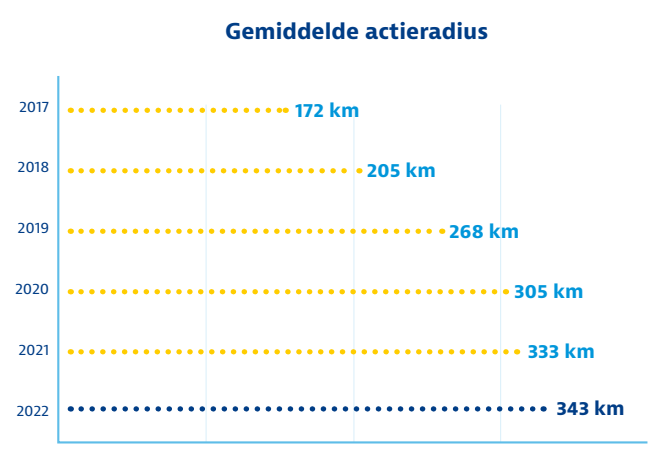 Gemiddelde actieradius
2017 172 km
2018 205 km
2019 268 km
2020 305 km
2021 333 km
2022 343 km